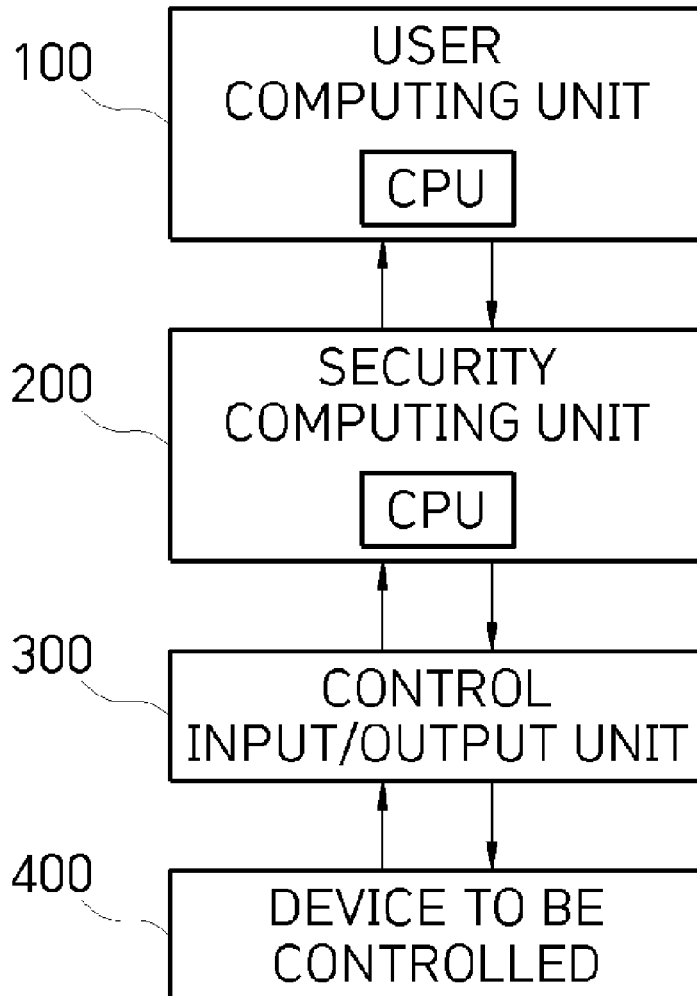 100
USER
COMPUTING UNIT
CPU
200
SECURITY
COMPUTING UNIT
CPU
300
CONTROL
INPUT/OUTPUT UNIT
400
DEVICE TO BE
CONTROLLED